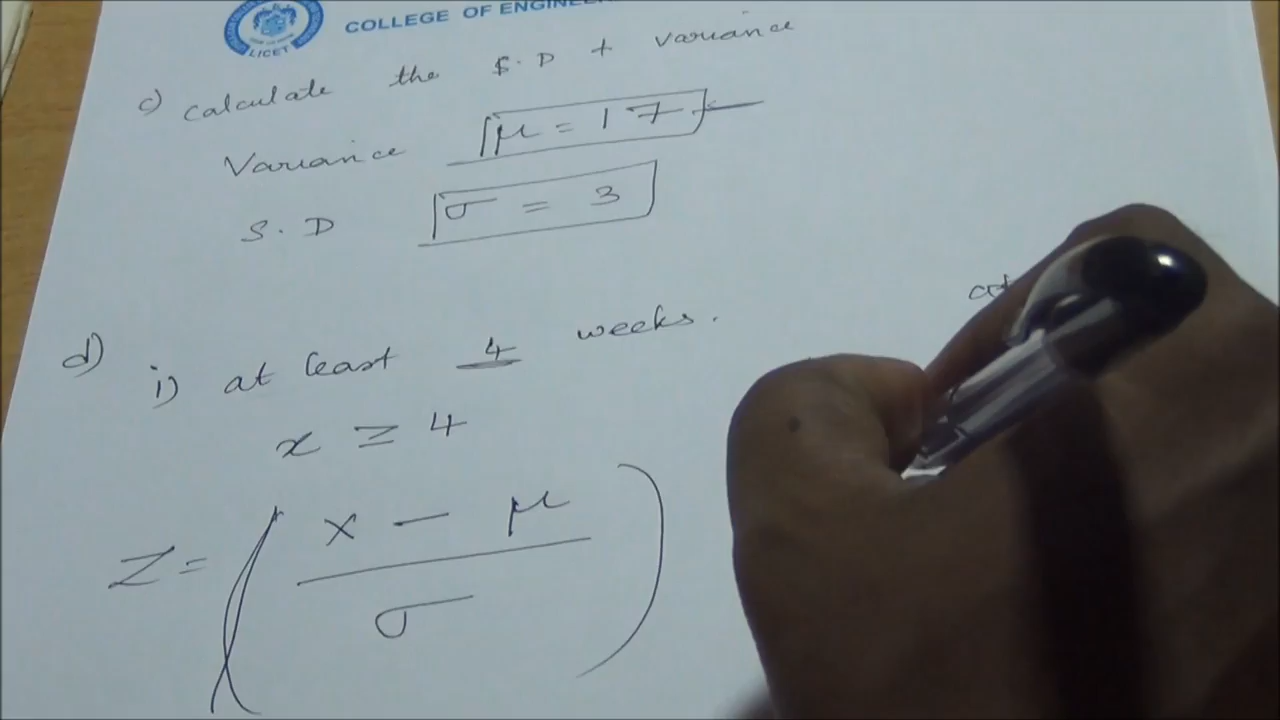 COLLEGE OF ENGINE
LICET
c) Calculate the S.D + Variance
Variance μ = 17
S.D σ = 3
d) i) at least 4 weeks.
x ≥ 4
Z = ( x - μ / σ )